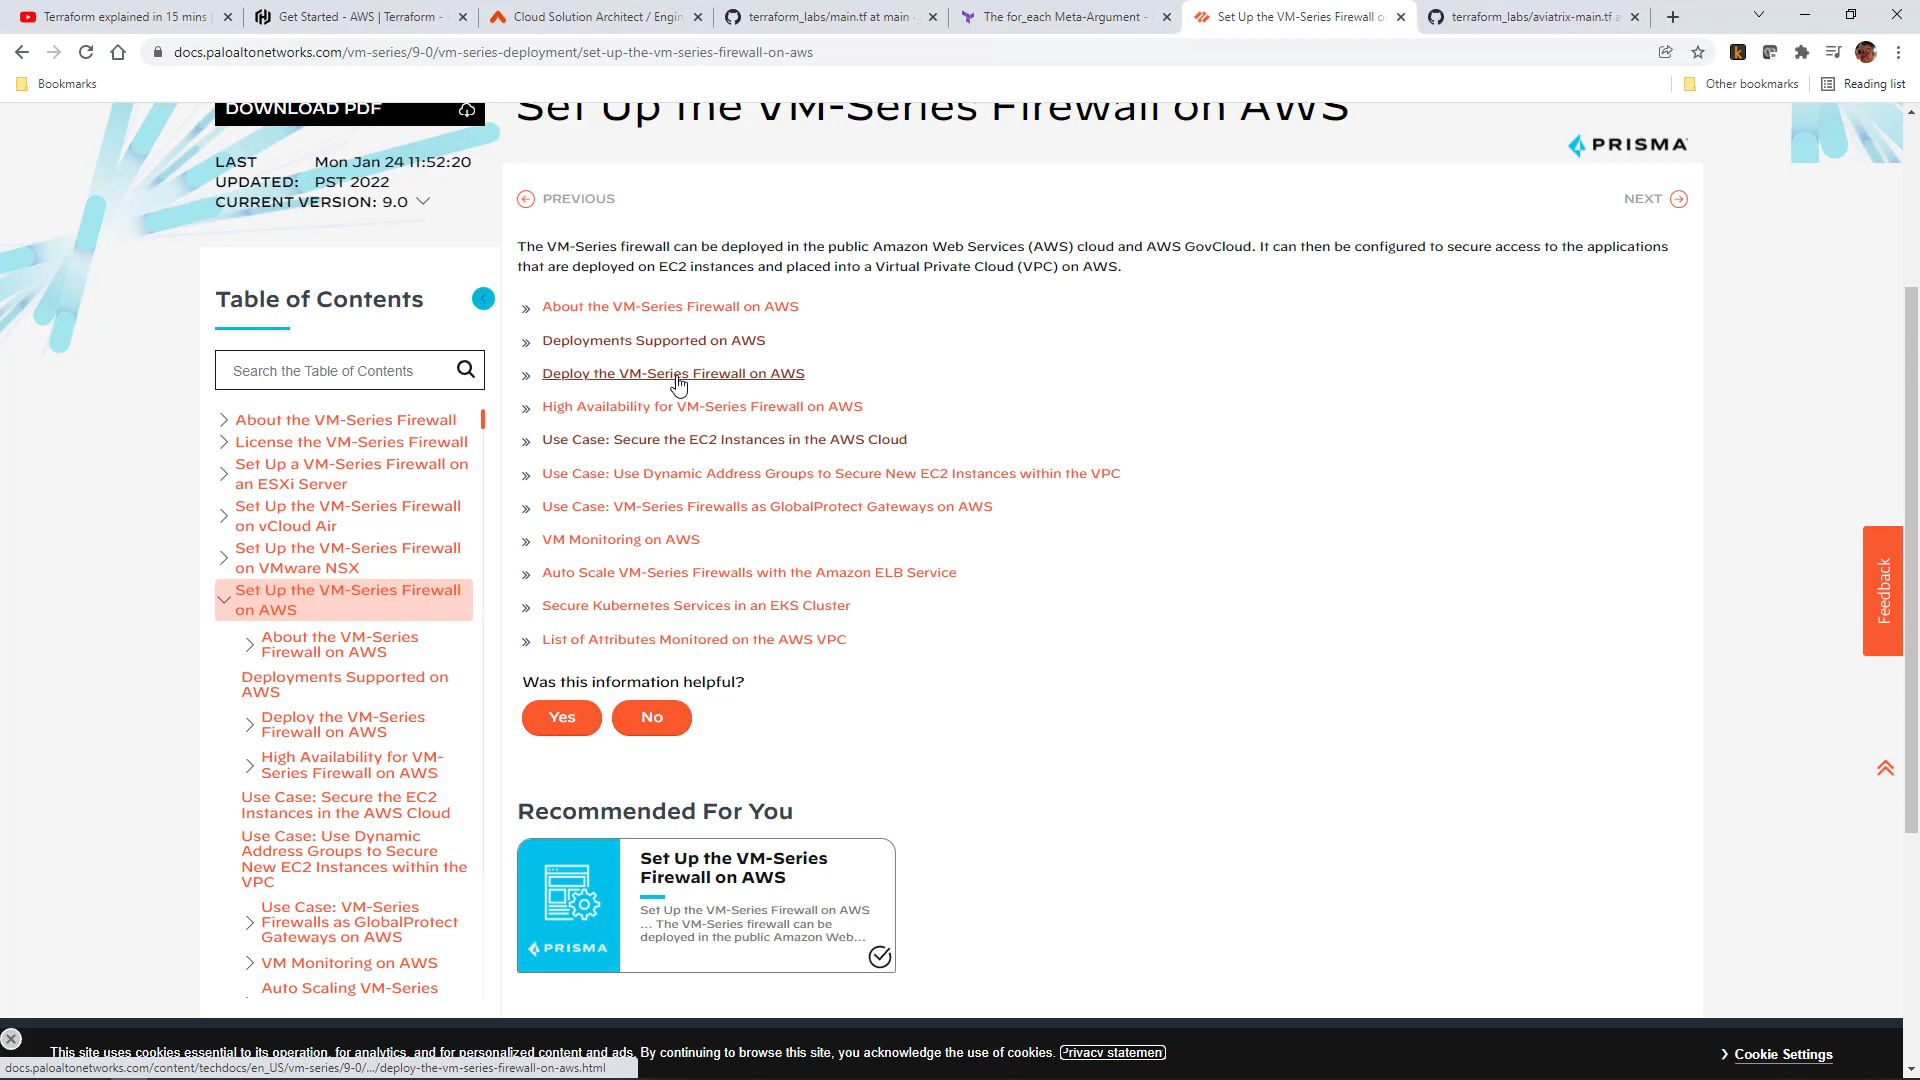 Terraform explained in 15 mins
Get Started - AWS | Terraform -
Cloud Solution Architect / Engin
terraform_labs/main.tf at main
The for_each Meta-Argument -
Set Up the VM-Series Firewall o
terraform_labs/aviatrix-main.tf a
docs.paloaltonetworks.com/vm-series/9-0/vm-series-deployment/set-up-the-vm-series-firewall-on-aws
Bookmarks
Other bookmarks
Reading list
DOWNLOAD PDF
Set Up the VM-Series Firewall on AWS
PRISMA
LAST UPDATED:
Mon Jan 24 11:52:20
PST 2022
CURRENT VERSION: 9.0
PREVIOUS
NEXT
The VM-Series firewall can be deployed in the public Amazon Web Services (AWS) cloud and AWS GovCloud. It can then be configured to secure access to the applications
that are deployed on EC2 instances and placed into a Virtual Private Cloud (VPC) on AWS.
Table of Contents
Search the Table of Contents
About the VM-Series Firewall
License the VM-Series Firewall
Set Up a VM-Series Firewall on
an ESXi Server
Set Up the VM-Series Firewall
on vCloud Air
Set Up the VM-Series Firewall
on VMware NSX
Set Up the VM-Series Firewall
on AWS
About the VM-Series
Firewall on AWS
Deployments Supported on
AWS
Deploy the VM-Series
Firewall on AWS
High Availability for VM-
Series Firewall on AWS
Use Case: Secure the EC2
Instances in the AWS Cloud
Use Case: Use Dynamic
Address Groups to Secure
New EC2 Instances within the
VPC
Use Case: VM-Series
Firewalls as GlobalProtect
Gateways on AWS
VM Monitoring on AWS
Auto Scaling VM-Series
About the VM-Series Firewall on AWS
Deployments Supported on AWS
Deploy the VM-Series Firewall on AWS
High Availability for VM-Series Firewall on AWS
Use Case: Secure the EC2 Instances in the AWS Cloud
Use Case: Use Dynamic Address Groups to Secure New EC2 Instances within the VPC
Use Case: VM-Series Firewalls as GlobalProtect Gateways on AWS
VM Monitoring on AWS
Auto Scale VM-Series Firewalls with the Amazon ELB Service
Secure Kubernetes Services in an EKS Cluster
List of Attributes Monitored on the AWS VPC
Was this information helpful?
Yes
No
Feedback
Recommended For You
PRISMA
Set Up the VM-Series
Firewall on AWS
Set Up the VM-Series Firewall on AWS
... The VM-Series firewall can be
deployed in the public Amazon Web...
This site uses cookies essential to its operation, for analytics, and for personalized content and ads. By continuing to browse this site, you acknowledge the use of cookies. Privacy statement
Cookie Settings
docs.paloaltonetworks.com/content/techdocs/en_US/vm-series/9-0/.../deploy-the-vm-series-firewall-on-aws.html